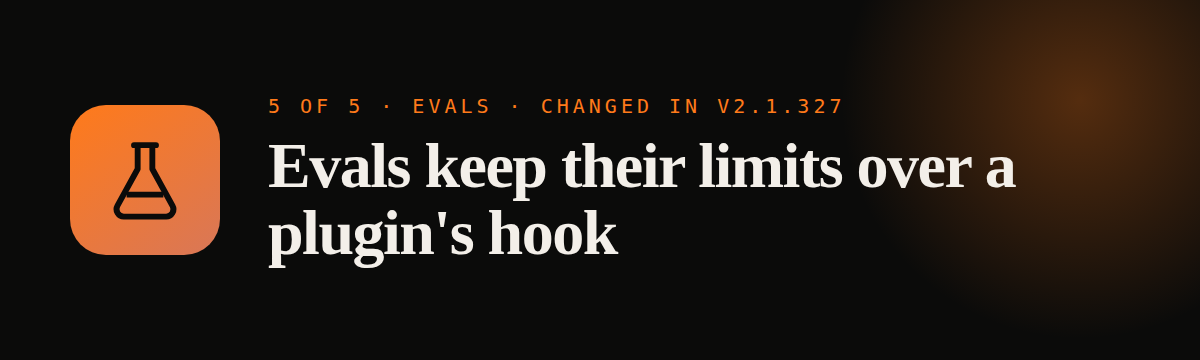 5 OF 5 · EVALS · CHANGED IN V2.1.327
Evals keep their limits over a
plugin's hook